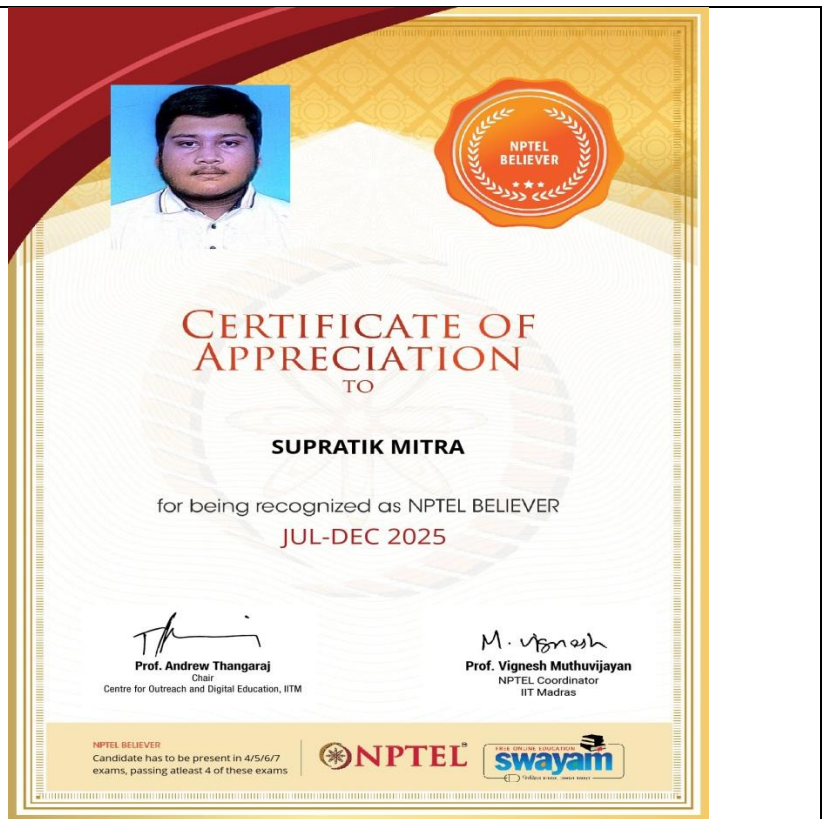 NPTEL
BELIEVER
CERTIFICATE OF
APPRECIATION
TO
SUPRATIK MITRA
for being recognized as NPTEL BELIEVER
JUL-DEC 2025
M. Vignesh
Prof. Andrew Thangaraj
Chair
Centre for Outreach and Digital Education, IITM
Prof. Vignesh Muthuvijayan
NPTEL Coordinator
IIT Madras
NPTEL BELIEVER
Candidate has to be present in 4/5/6/7
exams, passing atleast 4 of these exams
NPTEL
FREE ONLINE EDUCATION
swayam